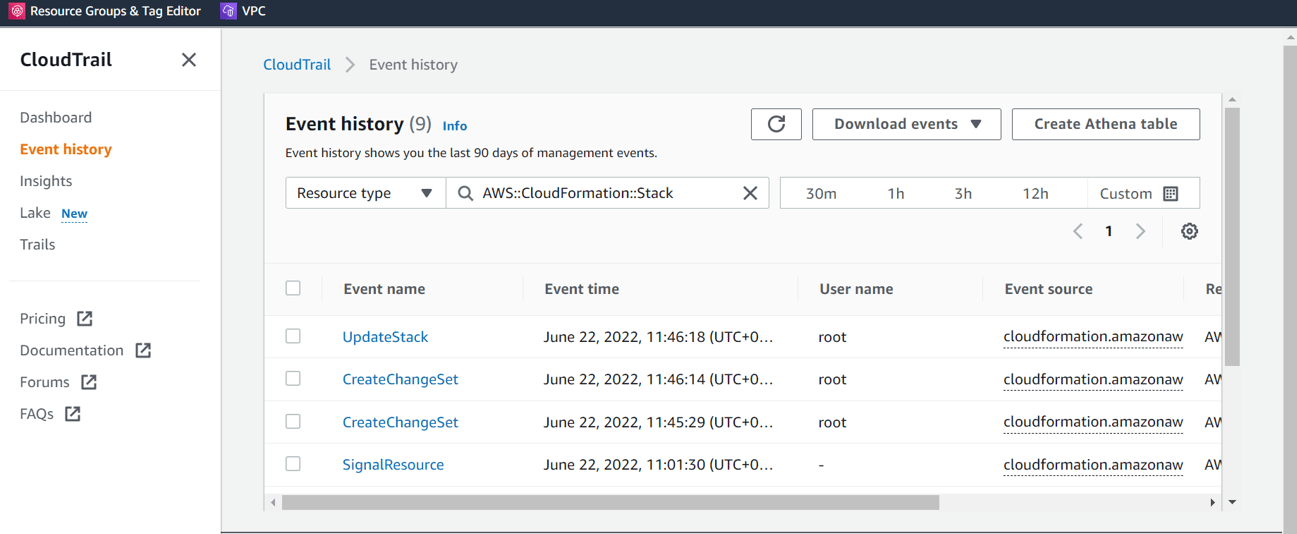 Resource Groups & Tag Editor VPC
CloudTrail
Dashboard
Event history
Insights
Lake New
Trails
Pricing
Documentation
Forums
FAQs
CloudTrail Event history
Event history (9) Info
Download events
Create Athena table
Event history shows you the last 90 days of management events.
Resource type AWS::CloudFormation::Stack 30m 1h 3h 12h Custom
1
Event name Event time User name Event source Re
UpdateStack June 22, 2022, 11:46:18 (UTC+0… root cloudformation.amazonaw AW
CreateChangeSet June 22, 2022, 11:46:14 (UTC+0… root cloudformation.amazonaw AW
CreateChangeSet June 22, 2022, 11:45:29 (UTC+0… root cloudformation.amazonaw AW
SignalResource June 22, 2022, 11:01:30 (UTC+0… - cloudformation.amazonaw AW